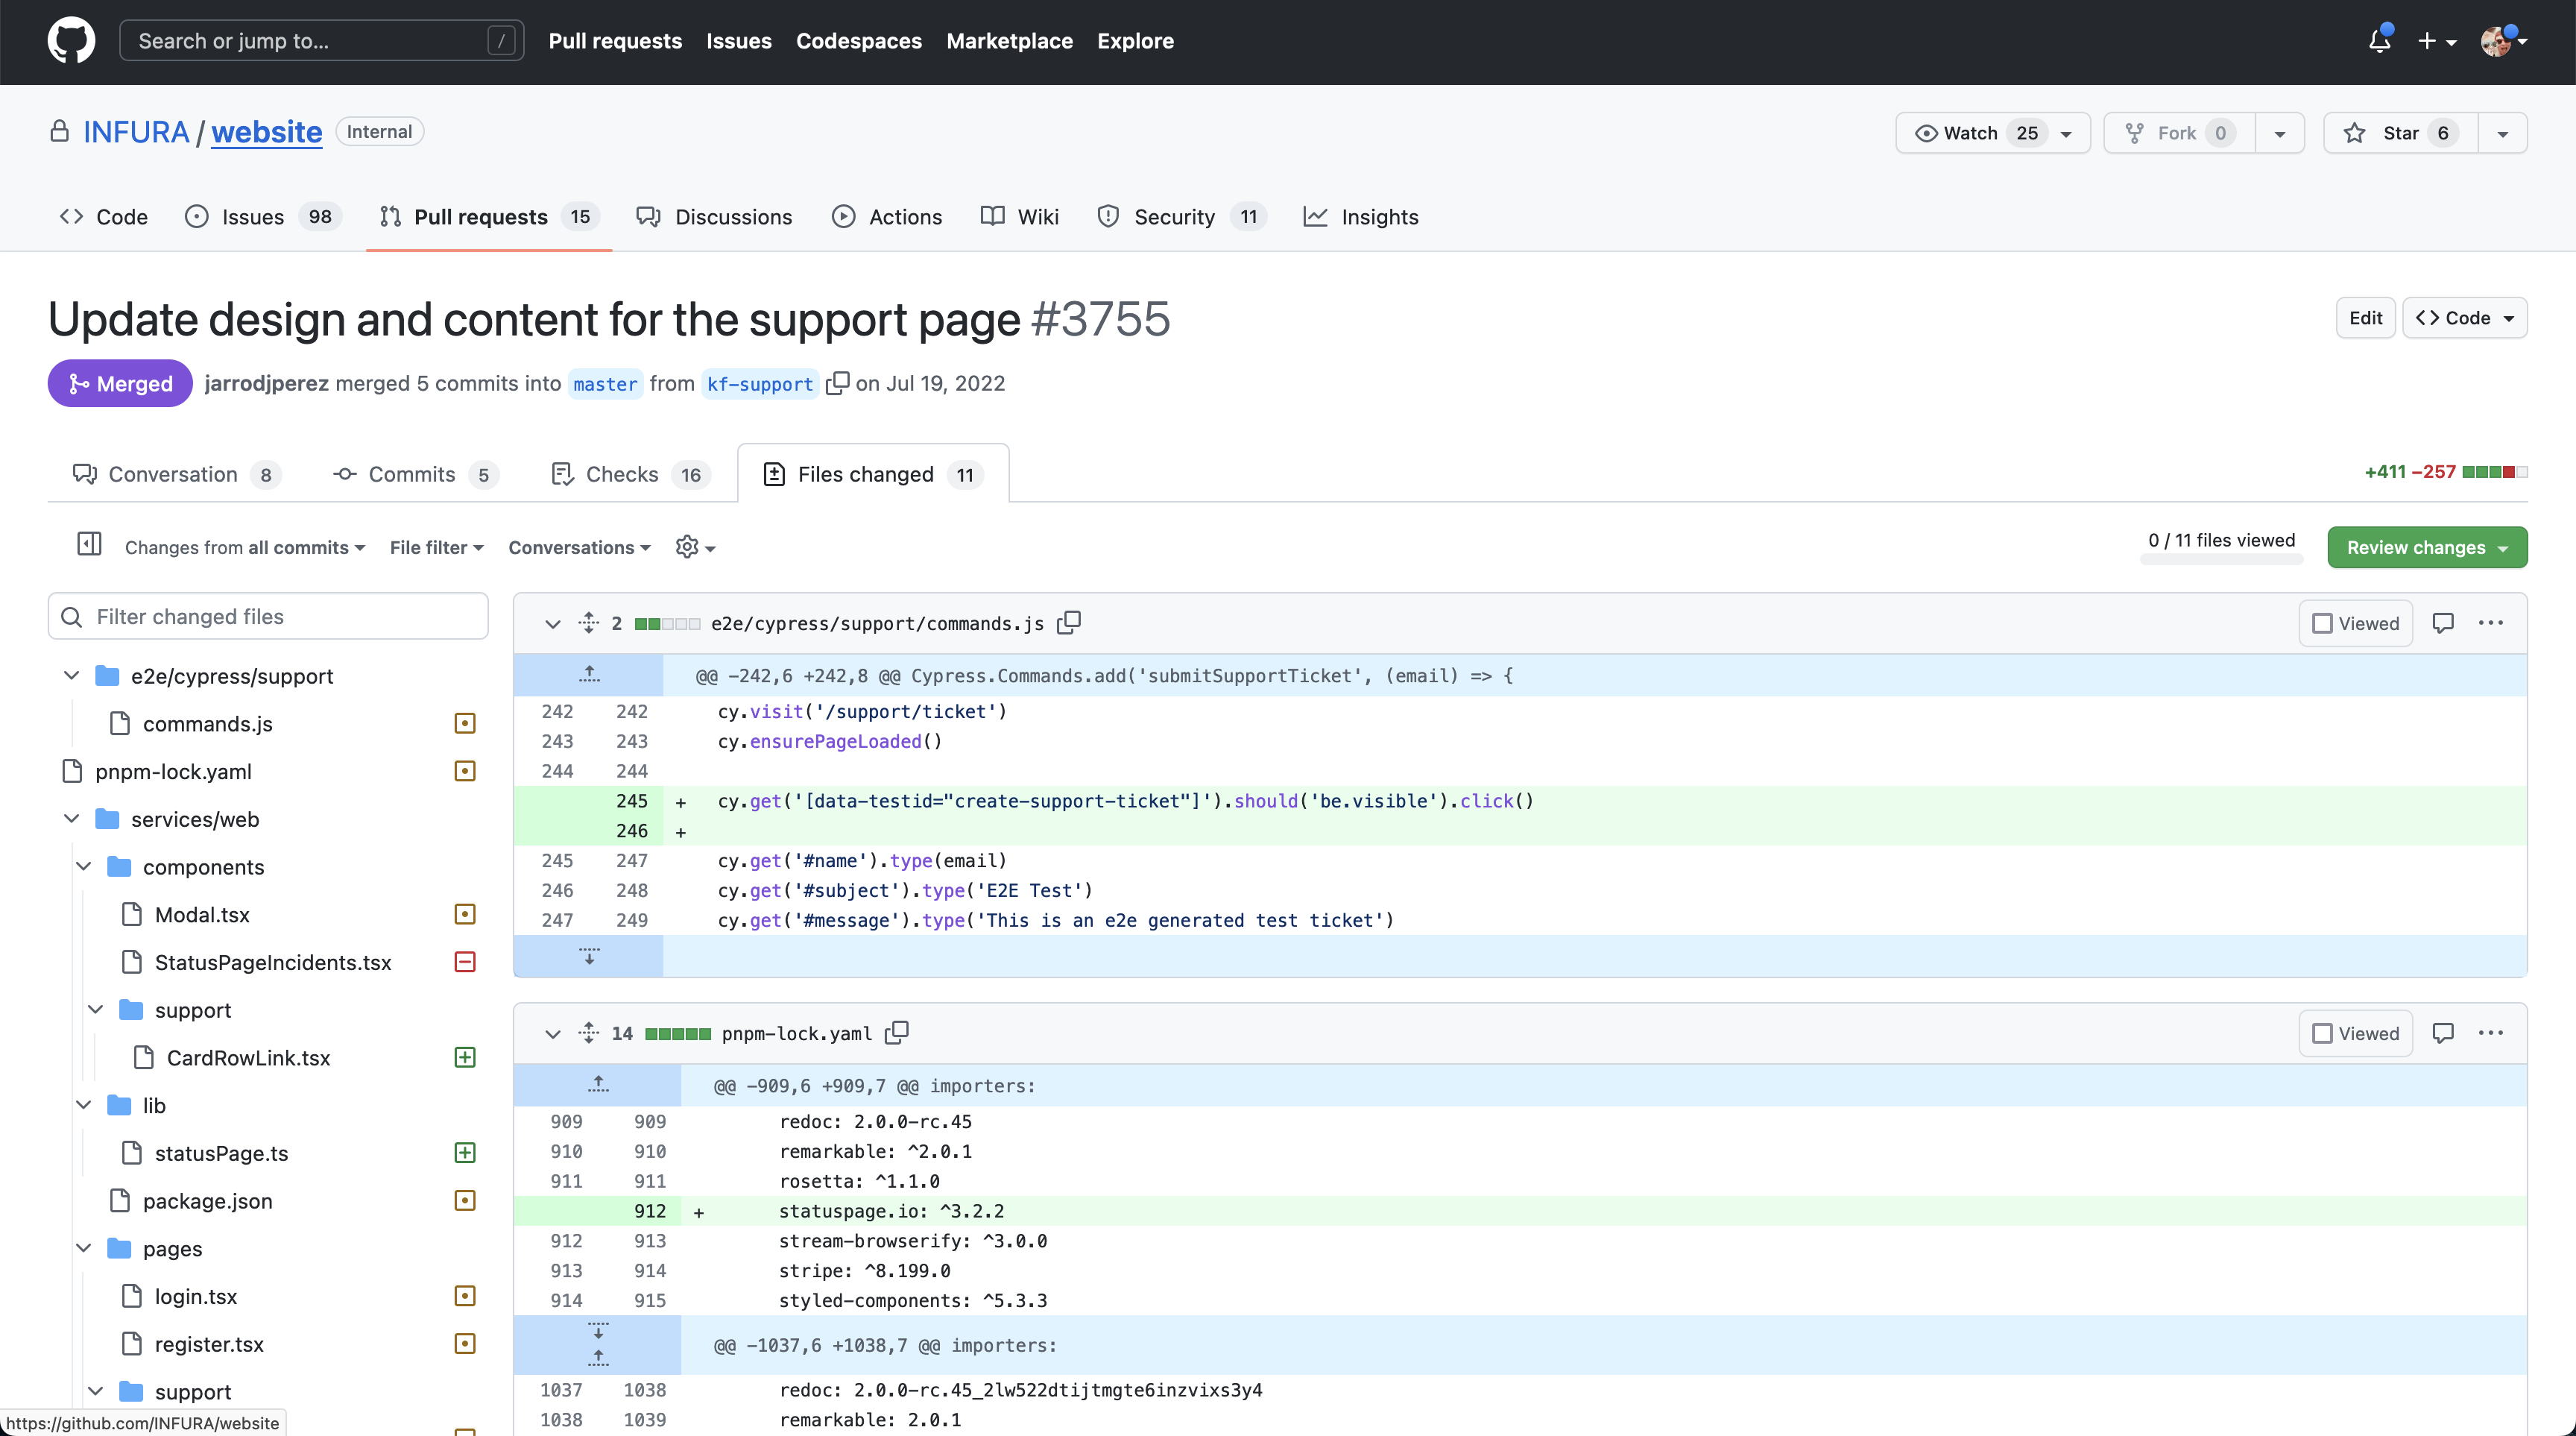 Search or jump to... /
Pull requests Issues Codespaces Marketplace Explore
INFURA / website Internal
Watch 25 Fork 0 Star 6
Code Issues 98 Pull requests 15 Discussions Actions Wiki Security 11 Insights
Update design and content for the support page #3755
Edit Code
Merged jarrodjperez merged 5 commits into master from kf-support on Jul 19, 2022
Conversation 8 Commits 5 Checks 16 Files changed 11
+411 −257
Changes from all commits File filter Conversations
0 / 11 files viewed Review changes
Filter changed files
e2e/cypress/support
commands.js
pnpm-lock.yaml
services/web
components
Modal.tsx
StatusPageIncidents.tsx
support
CardRowLink.tsx
lib
statusPage.ts
package.json
pages
login.tsx
register.tsx
support
https://github.com/INFURA/website
2 e2e/cypress/support/commands.js Viewed
@@ -242,6 +242,8 @@ Cypress.Commands.add('submitSupportTicket', (email) => {
242 242 cy.visit('/support/ticket')
243 243 cy.ensurePageLoaded()
244 244
245 + cy.get('[data-testid="create-support-ticket"]').should('be.visible').click()
246 +
245 247 cy.get('#name').type(email)
246 248 cy.get('#subject').type('E2E Test')
247 249 cy.get('#message').type('This is an e2e generated test ticket')
14 pnpm-lock.yaml Viewed
@@ -909,6 +909,7 @@ importers:
909 909 redoc: 2.0.0-rc.45
910 910 remarkable: ^2.0.1
911 911 rosetta: ^1.1.0
912 + statuspage.io: ^3.2.2
912 913 stream-browserify: ^3.0.0
913 914 stripe: ^8.199.0
914 915 styled-components: ^5.3.3
@@ -1037,6 +1038,7 @@ importers:
1037 1038 redoc: 2.0.0-rc.45_2lw522dtijtmgte6inzvixs3y4
1038 1039 remarkable: 2.0.1